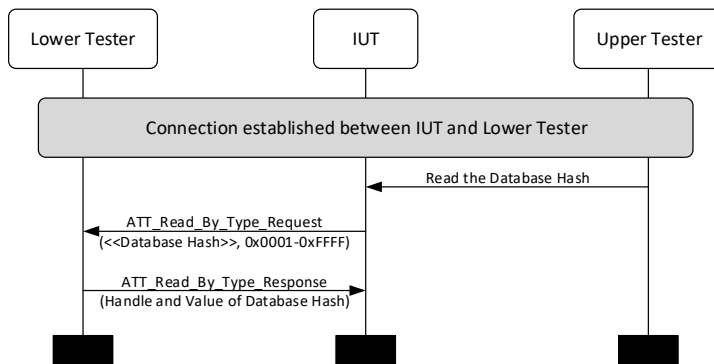 Lower Tester
IUT
Upper Tester
Connection established between IUT and Lower Tester
Read the Database Hash
ATT_Read_By_Type_Request
(<<Database Hash>>, 0x0001-0xFFFF)
ATT_Read_By_Type_Response
(Handle and Value of Database Hash)